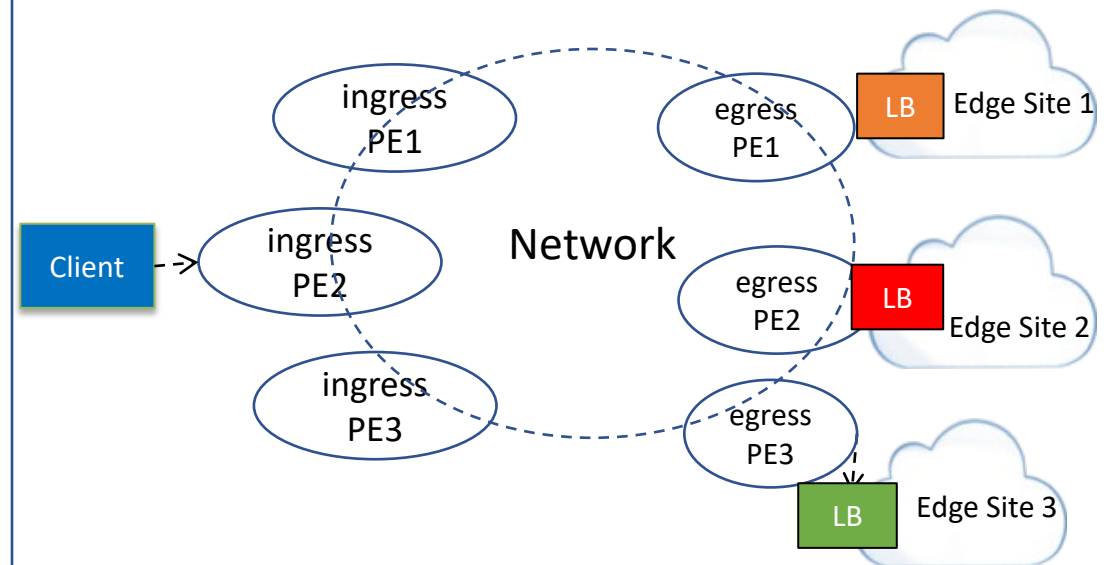 ingress
PE1
egress
PE1
LB
Edge Site 1
Client
ingress
PE2
Network
egress
PE2
LB
Edge Site 2
ingress
PE3
egress
PE3
LB
Edge Site 3